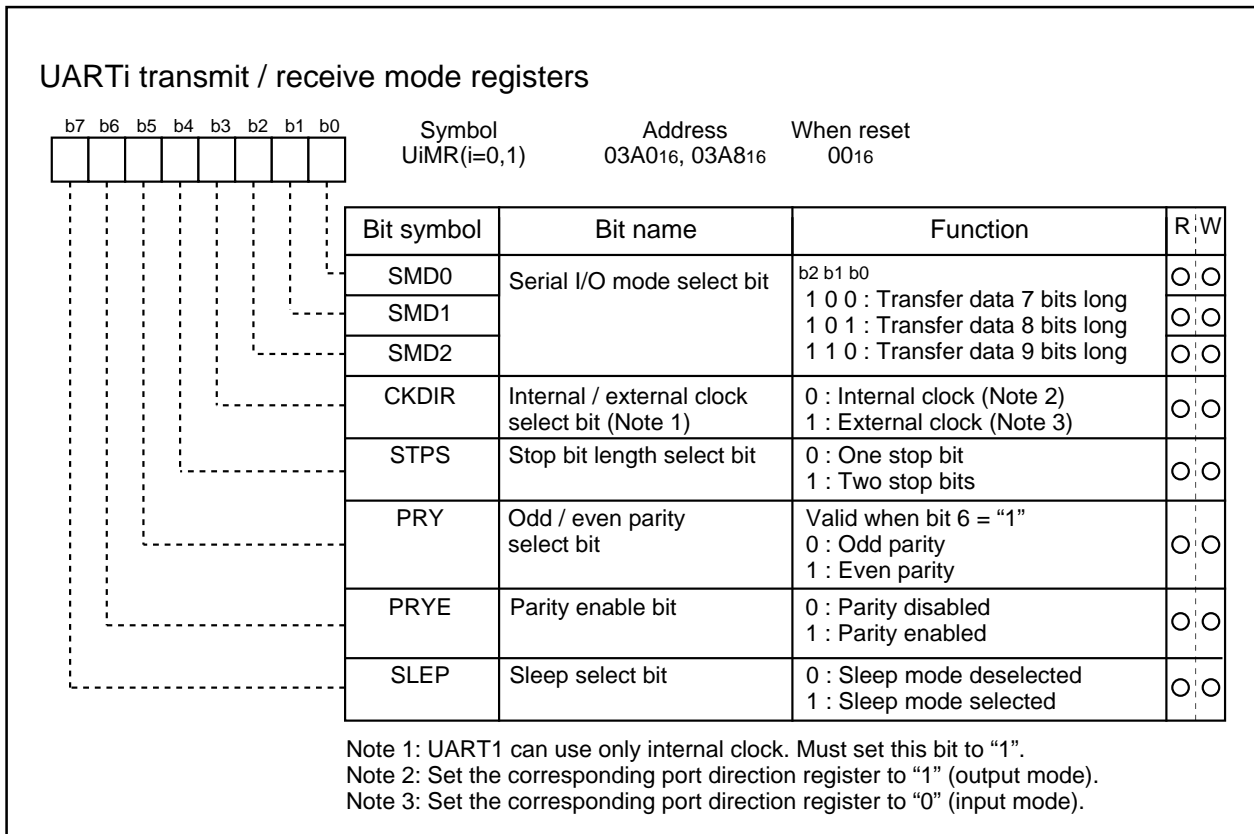 UARTi transmit / receive mode registers
b7 b6 b5 b4 b3 b2 b1 b0
Symbol Address When reset
UiMR(i=0,1) 03A016, 03A816 0016
Bit symbol Bit name Function R W
SMD0 Serial I/O mode select bit b2 b1 b0
1 0 0 : Transfer data 7 bits long
SMD1 1 0 1 : Transfer data 8 bits long
SMD2 1 1 0 : Transfer data 9 bits long
CKDIR Internal / external clock 0 : Internal clock (Note 2)
select bit (Note 1) 1 : External clock (Note 3)
STPS Stop bit length select bit 0 : One stop bit
1 : Two stop bits
PRY Odd / even parity Valid when bit 6 = “1”
select bit 0 : Odd parity
1 : Even parity
PRYE Parity enable bit 0 : Parity disabled
1 : Parity enabled
SLEP Sleep select bit 0 : Sleep mode deselected
1 : Sleep mode selected
Note 1: UART1 can use only internal clock. Must set this bit to “1”.
Note 2: Set the corresponding port direction register to “1” (output mode).
Note 3: Set the corresponding port direction register to “0” (input mode).